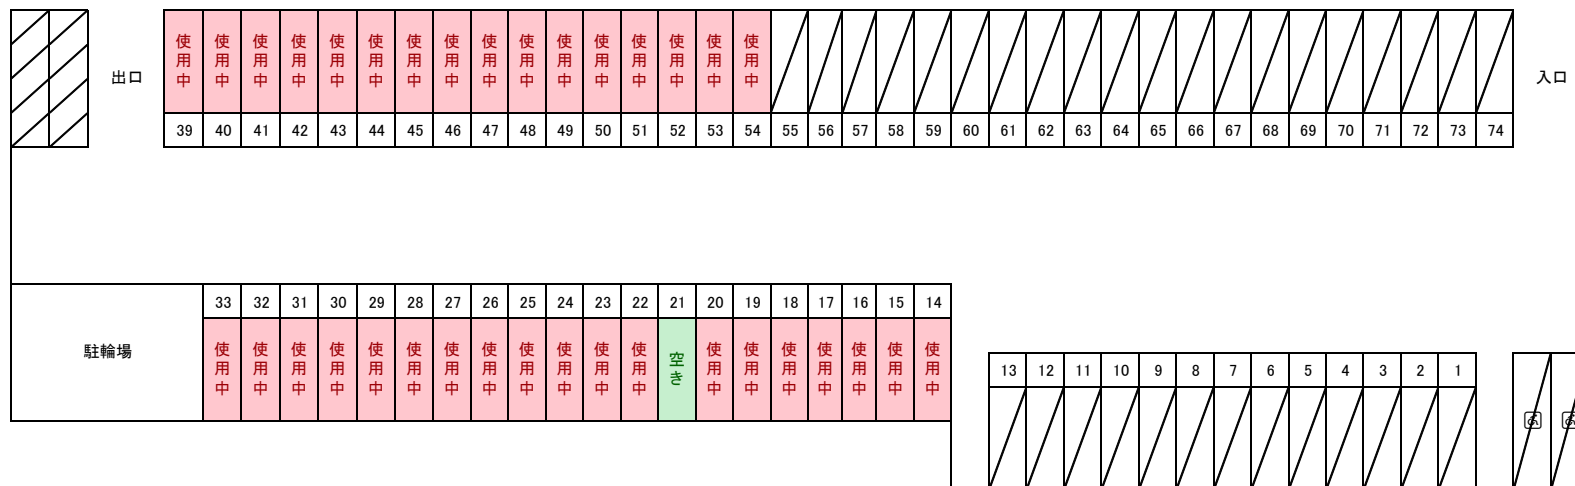 出口
使用中 使用中 使用中 使用中 使用中 使用中 使用中 使用中 使用中 使用中 使用中 使用中 使用中 使用中 使用中 使用中
入口
39 40 41 42 43 44 45 46 47 48 49 50 51 52 53 54 55 56 57 58 59 60 61 62 63 64 65 66 67 68 69 70 71 72 73 74
33 32 31 30 29 28 27 26 25 24 23 22 21 20 19 18 17 16 15 14
駐輪場
使用中 使用中 使用中 使用中 使用中 使用中 使用中 使用中 使用中 使用中 使用中 使用中 空き 使用中 使用中 使用中 使用中 使用中 使用中 使用中
13 12 11 10 9 8 7 6 5 4 3 2 1